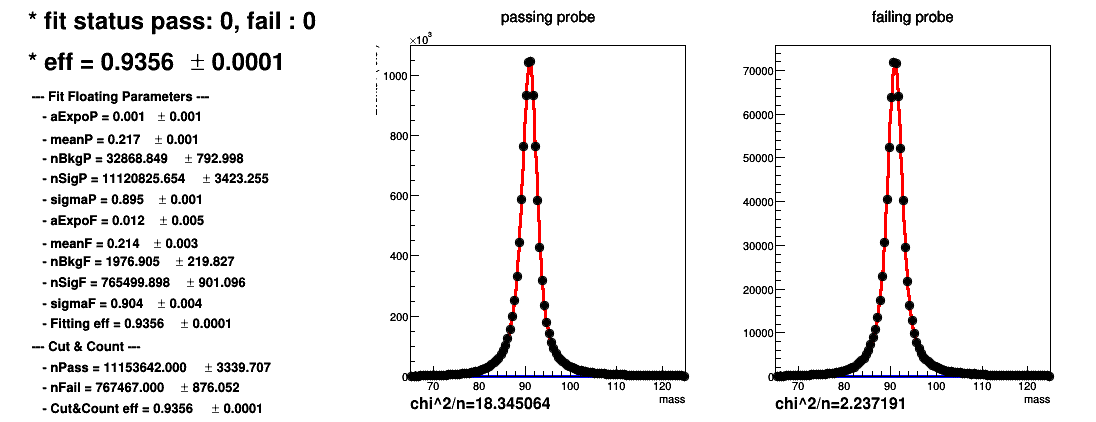 * fit status pass: 0, fail : 0
* eff = 0.9356 ± 0.0001
--- Fit Floating Parameters ---
- aExpoP = 0.001 ± 0.001
- meanP = 0.217 ± 0.001
- nBkgP = 32868.849 ± 792.998
- nSigP = 11120825.654 ± 3423.255
- sigmaP = 0.895 ± 0.001
- aExpoF = 0.012 ± 0.005
- meanF = 0.214 ± 0.003
- nBkgF = 1976.905 ± 219.827
- nSigF = 765499.898 ± 901.096
- sigmaF = 0.904 ± 0.004
- Fitting eff = 0.9356 ± 0.0001
--- Cut & Count ---
- nPass = 11153642.000 ± 3339.707
- nFail = 767467.000 ± 876.052
- Cut&Count eff = 0.9356 ± 0.0001
passing probe
×10³
1000
800
600
400
200
0
70 80 90 100 110 120
mass
chi^2/n=18.345064
failing probe
70000
60000
50000
40000
30000
20000
10000
0
70 80 90 100 110 120
mass
chi^2/n=2.237191